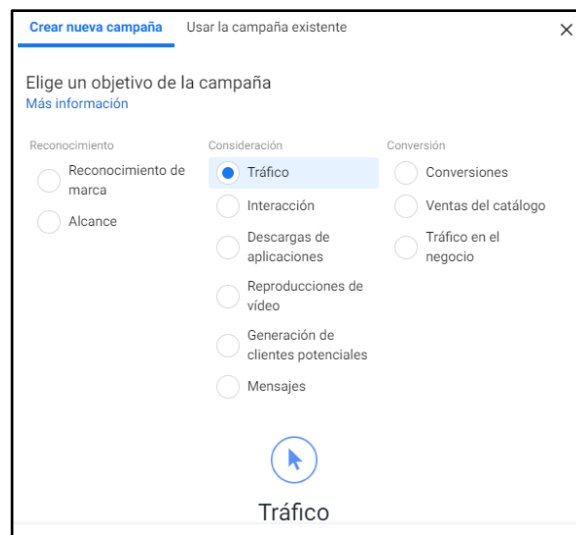 Crear nueva campaña
Usar la campaña existente
Elige un objetivo de la campaña
Más información
Reconocimiento
Reconocimiento de
marca
Alcance
Consideración
Tráfico
Interacción
Descargas de
aplicaciones
Reproducciones de
vídeo
Generación de
clientes potenciales
Mensajes
Conversión
Conversiones
Ventas del catálogo
Tráfico en el
negocio
Tráfico